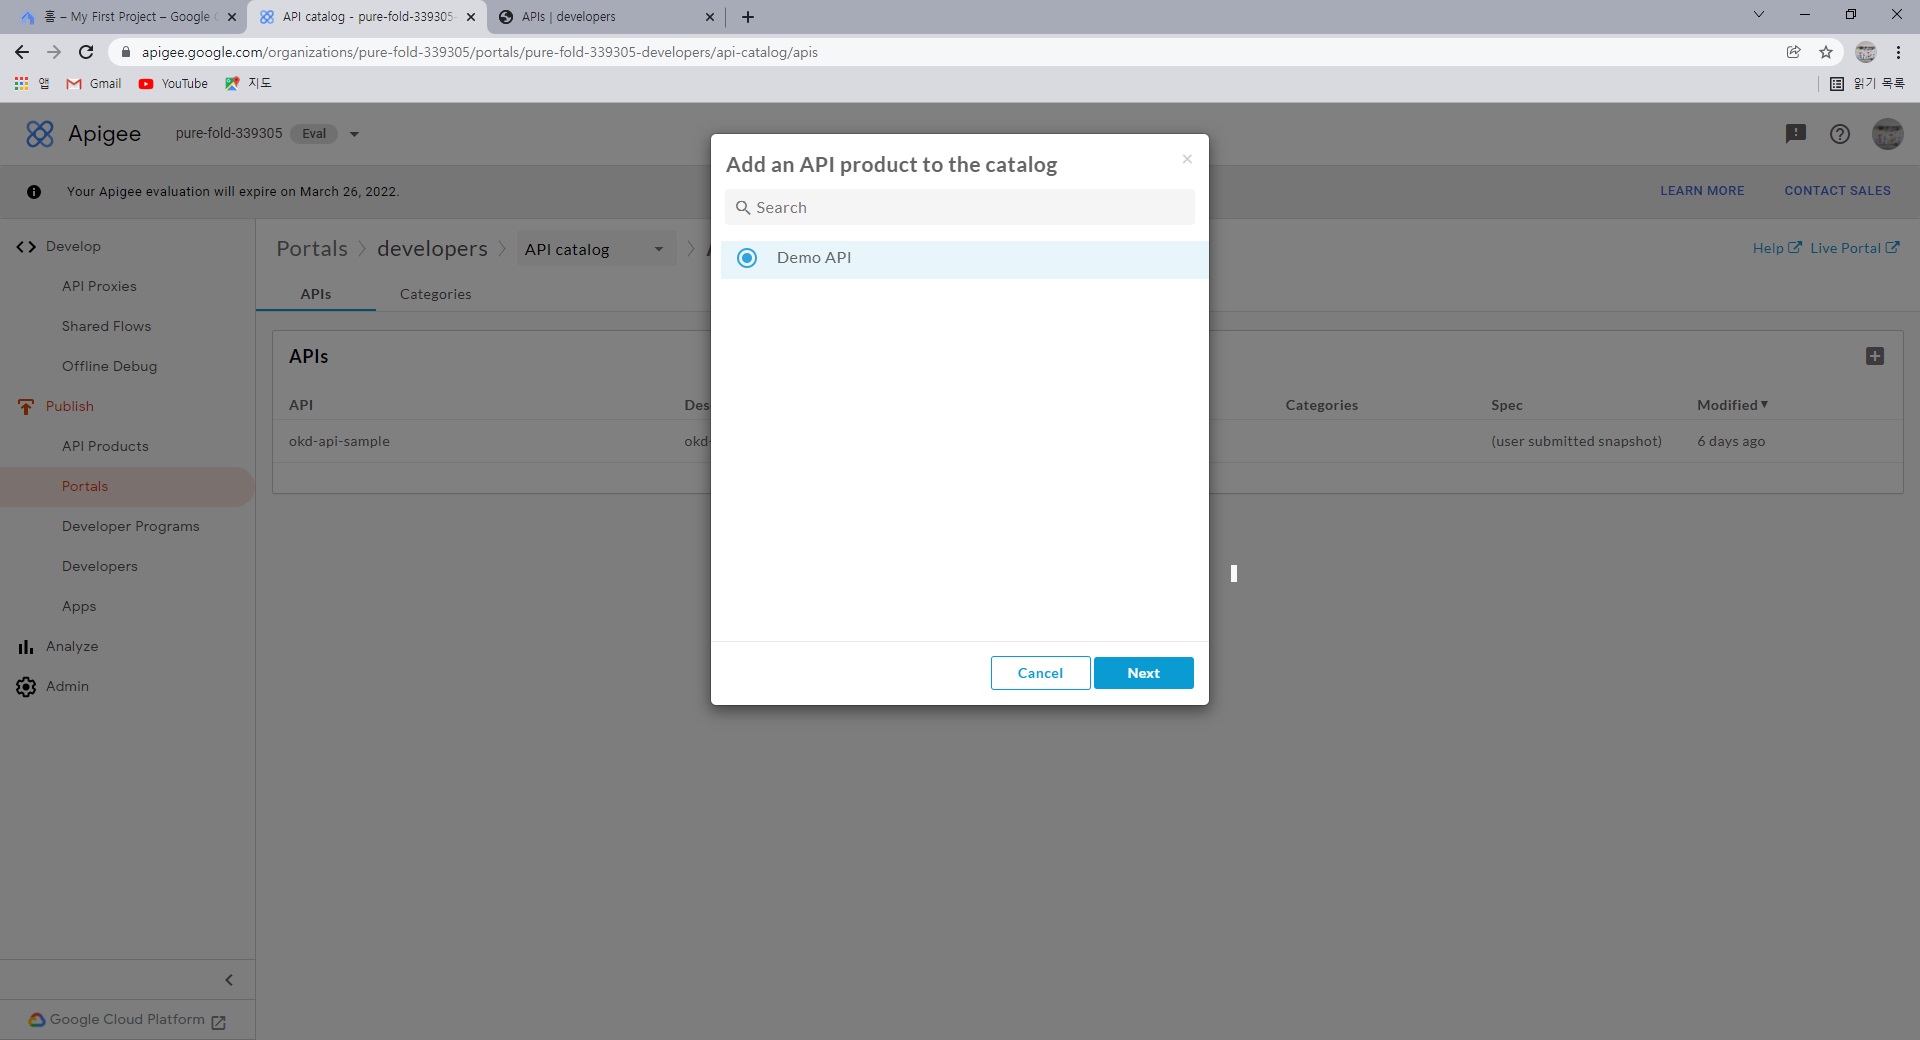 홈 – My First Project – Google C
API catalog - pure-fold-339305-
APIs | developers
apigee.google.com/organizations/pure-fold-339305/portals/pure-fold-339305-developers/api-catalog/apis
앱 Gmail YouTube 지도 읽기 목록
Apigee pure-fold-339305 Eval
Your Apigee evaluation will expire on March 26, 2022. LEARN MORE CONTACT SALES
Develop
API Proxies
Shared Flows
Offline Debug
Publish
API Products
Portals
Developer Programs
Developers
Apps
Analyze
Admin
Google Cloud Platform
Portals developers API catalog
Help Live Portal
APIs Categories
APIs
API Des Categories Spec Modified
okd-api-sample okd- (user submitted snapshot) 6 days ago
Add an API product to the catalog
Search
Demo API
Cancel Next